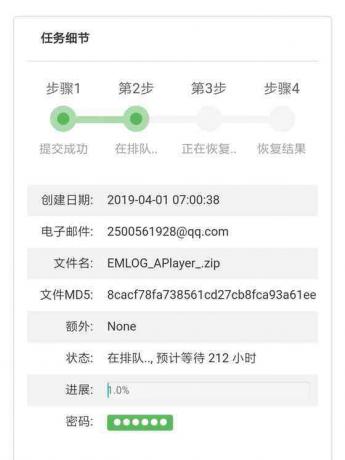 任务细节
步骤1 第2步 第3步 步骤4
提交成功 在排队.. 正在恢复.. 恢复结果
创建日期: 2019-04-01 07:00:38
电子邮件: 2500561928@qq.com
文件名: EMLOG_APlayer_.zip
文件MD5: 8cacf78fa738561cd27cb8fca93a61ee
额外: None
状态: 在排队.., 预计等待 212 小时
进展: 1.0%
密码: